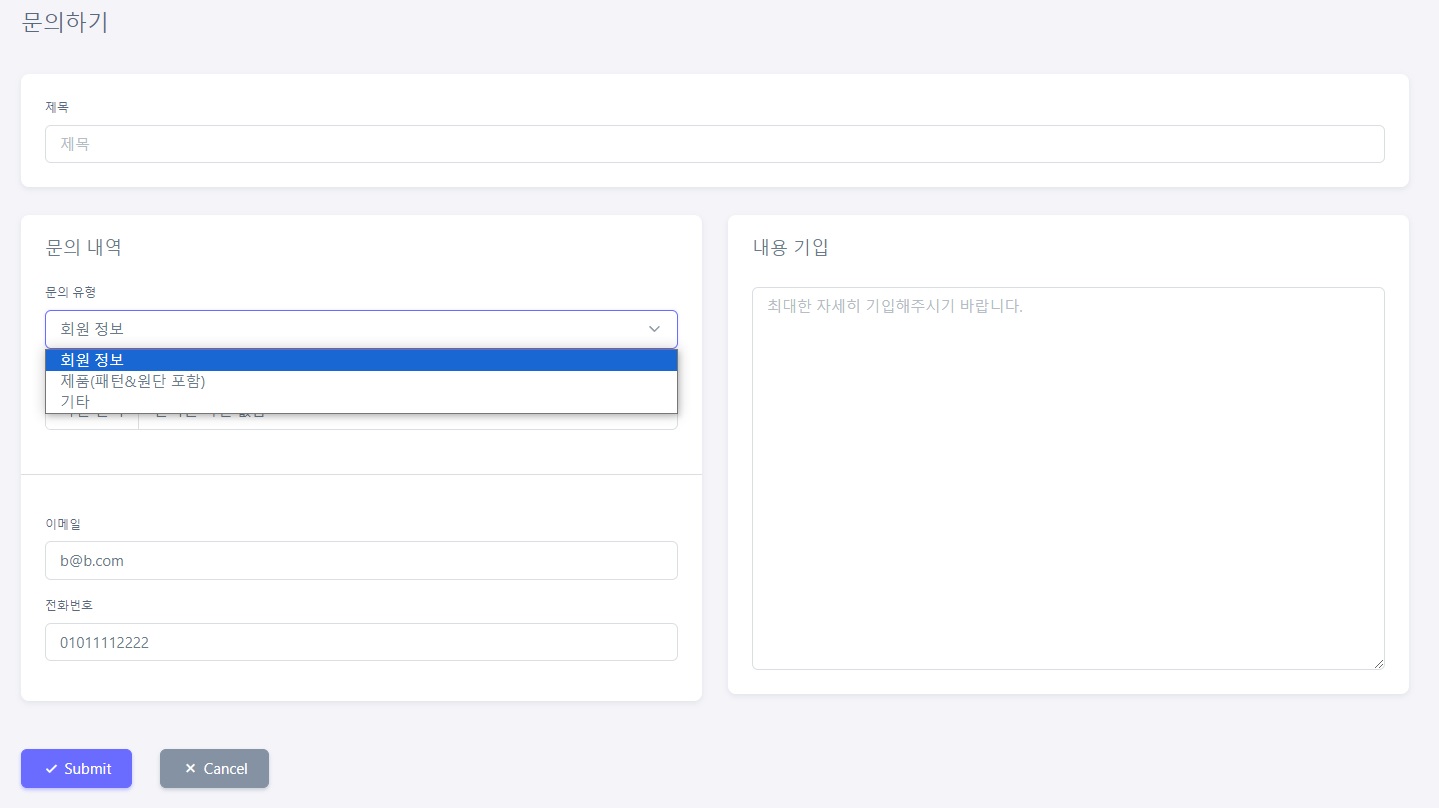 문의하기
제목
제목
문의 내역
문의 유형
회원 정보
회원 정보
제품(패턴&원단 포함)
기타
이메일
b@b.com
전화번호
01011112222
내용 기입
최대한 자세히 기입해주시기 바랍니다.
Submit
Cancel